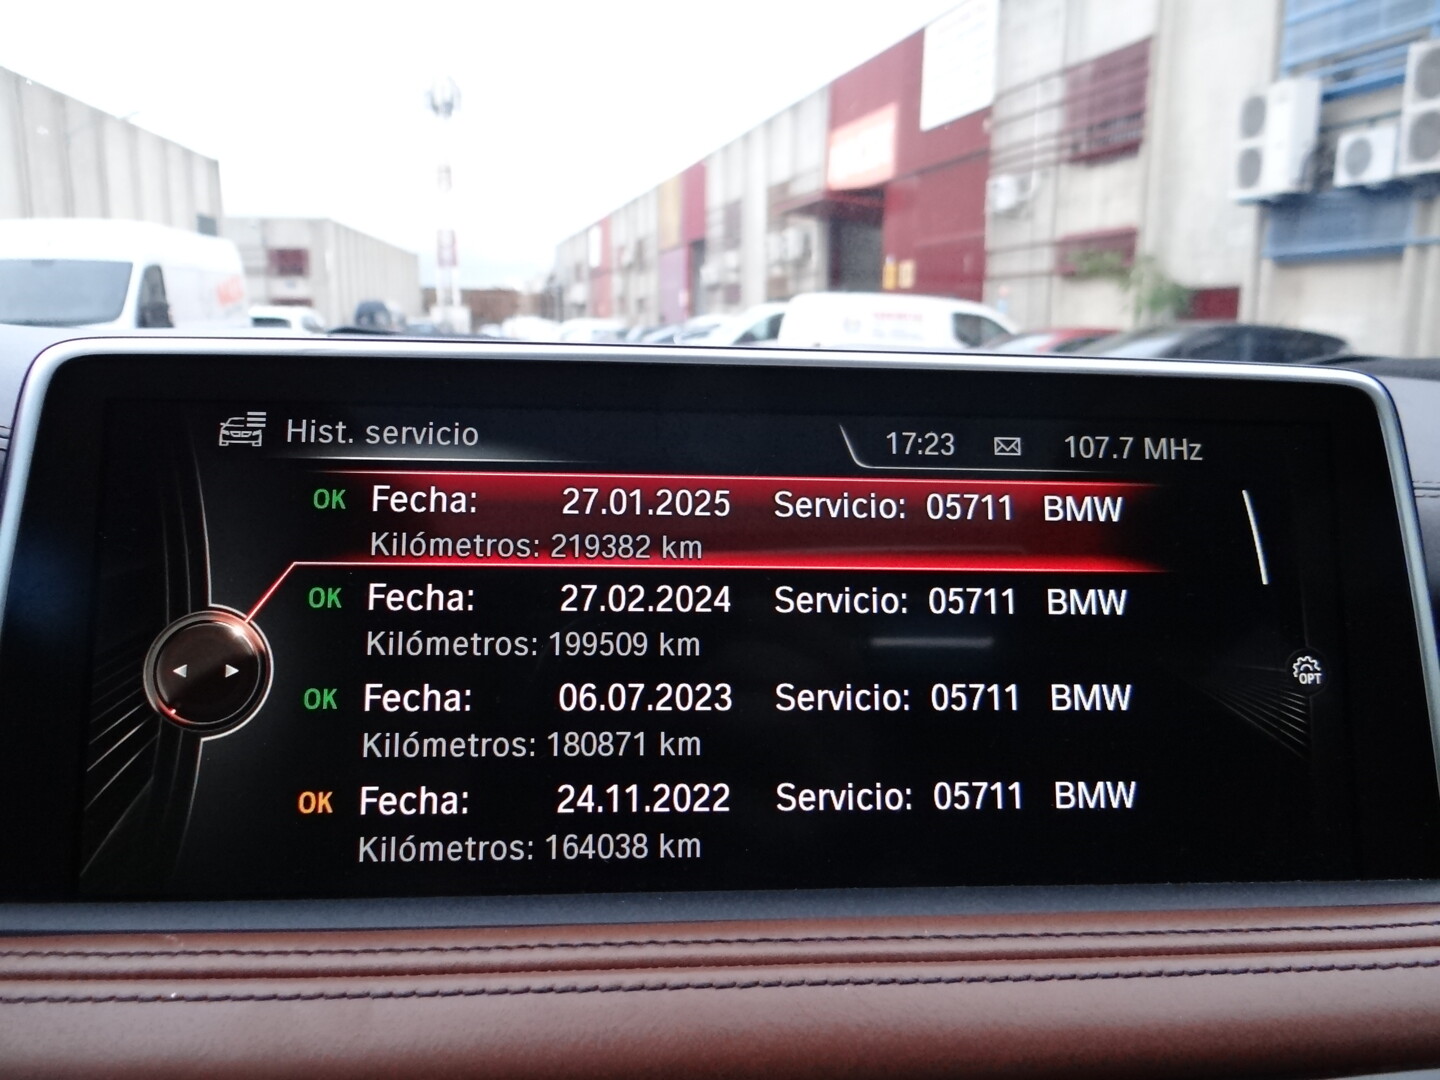 Hist. servicio
17:23 107.7 MHz
OK Fecha: 27.01.2025 Servicio: 05711 BMW
Kilómetros: 219382 km
OK Fecha: 27.02.2024 Servicio: 05711 BMW
Kilómetros: 199509 km
OK Fecha: 06.07.2023 Servicio: 05711 BMW
Kilómetros: 180871 km
OK Fecha: 24.11.2022 Servicio: 05711 BMW
Kilómetros: 164038 km
OPT